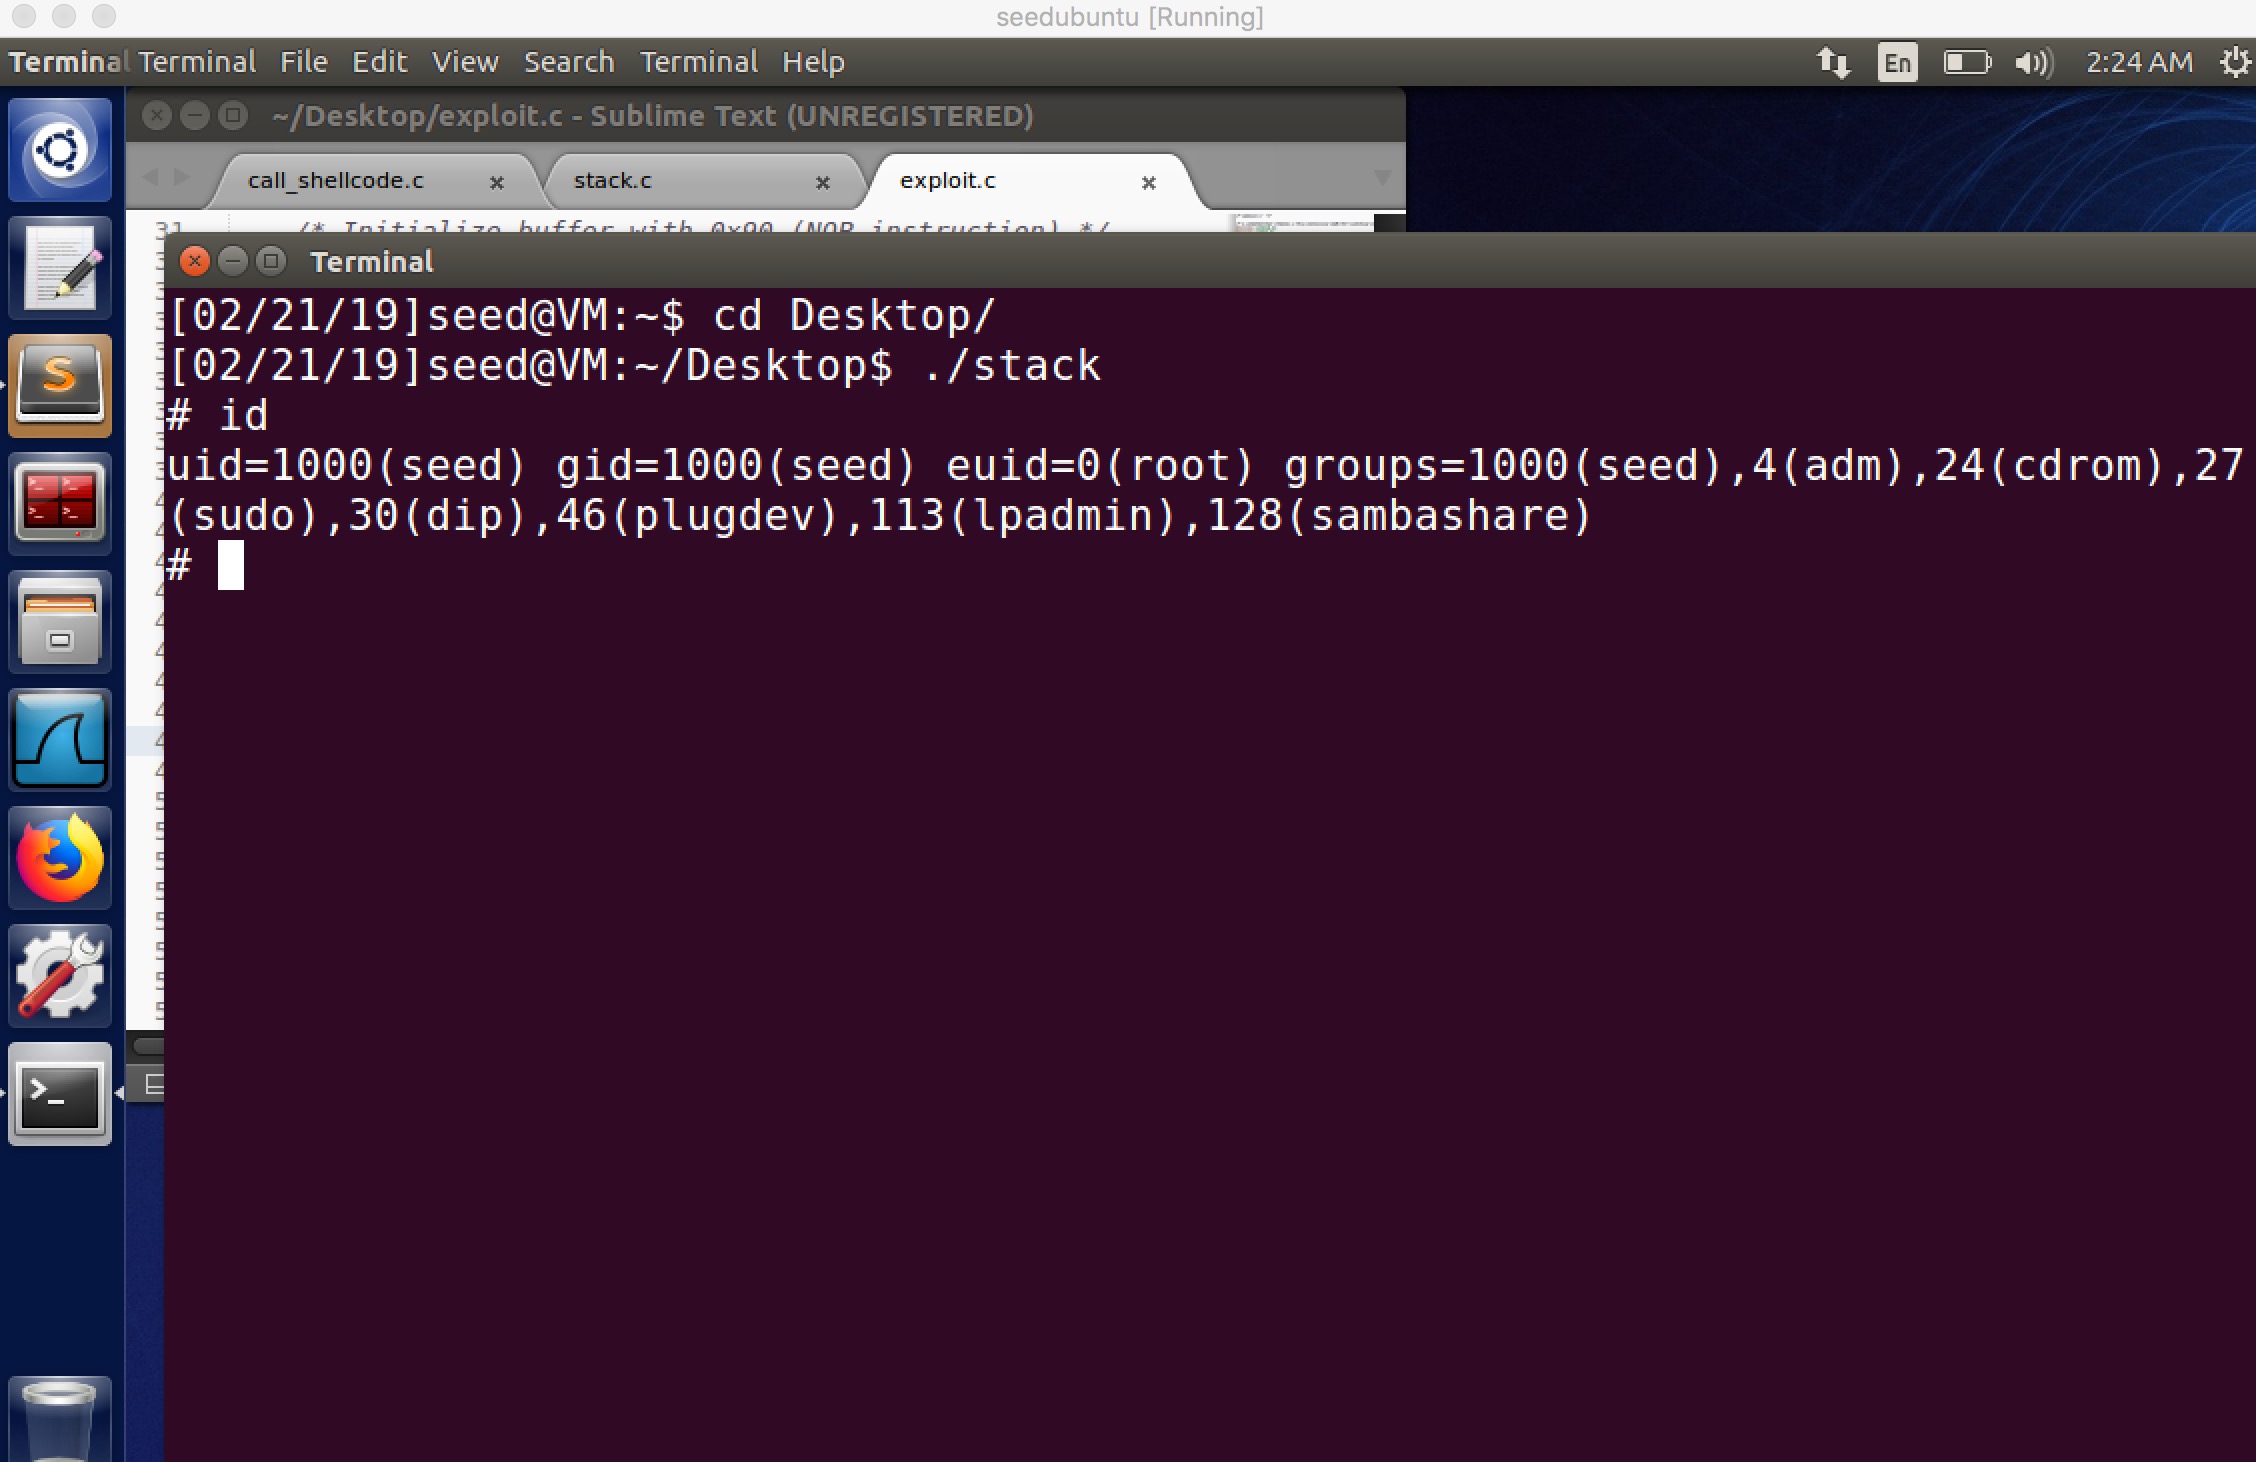 seedubuntu [Running]
Terminal Terminal File Edit View Search Terminal Help En 2:24 AM
~/Desktop/exploit.c - Sublime Text (UNREGISTERED)
call_shellcode.c stack.c exploit.c
31 /* Initialize buffer with 0x90 (NOP instruction) */
Terminal
[02/21/19]seed@VM:~$ cd Desktop/
[02/21/19]seed@VM:~/Desktop$ ./stack
# id
uid=1000(seed) gid=1000(seed) euid=0(root) groups=1000(seed),4(adm),24(cdrom),27
(sudo),30(dip),46(plugdev),113(lpadmin),128(sambashare)
#